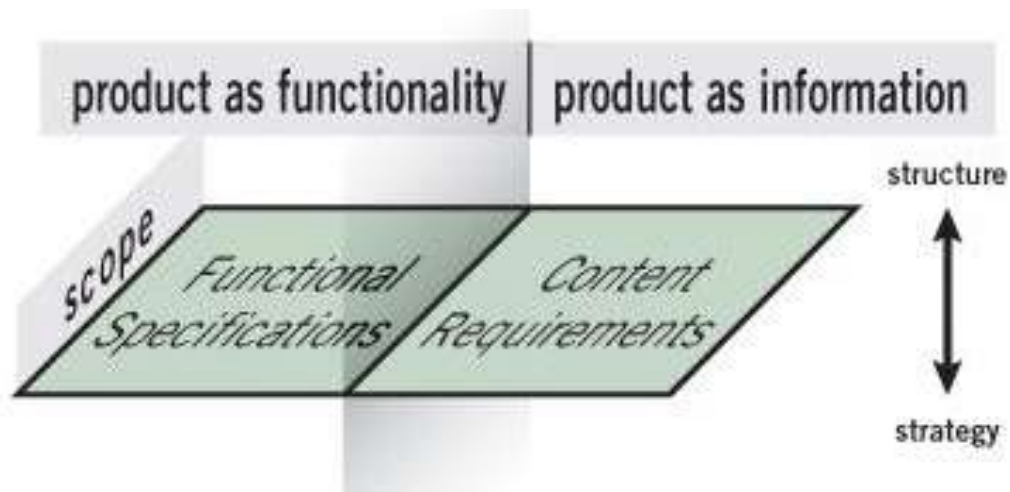 product as functionality
product as information
structure
scope
Functional
Specifications
Content
Requirements
strategy